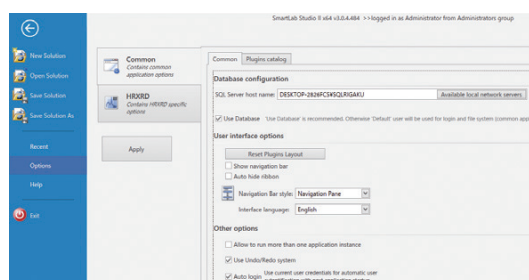 SmartLab Studio II x64 v3.0.4.484 >> logged in as Administrator from Administrators group
New Solution
Open Solution
Save Solution
Save Solution As
Recent
Options
Help
Exit
Common
Contains common
application options
HRXRD
Contains HRXRD specific
options
Apply
Common
Plugins catalog
Database configuration
SQL Server host name: DESKTOP-2826FCS¥SQLRIGAKU
Available local network servers
Use Database 'Use Database' is recommended. Otherwise 'Default' user will be used for login and file system (common app
User interface options
Reset Plugins Layout
Show navigation bar
Auto hide ribbon
Navigation Bar style: Navigation Pane
Interface language: English
Other options
Allow to run more than one application instance
Use Undo/Redo system
Auto login Use current user credentials for automatic user